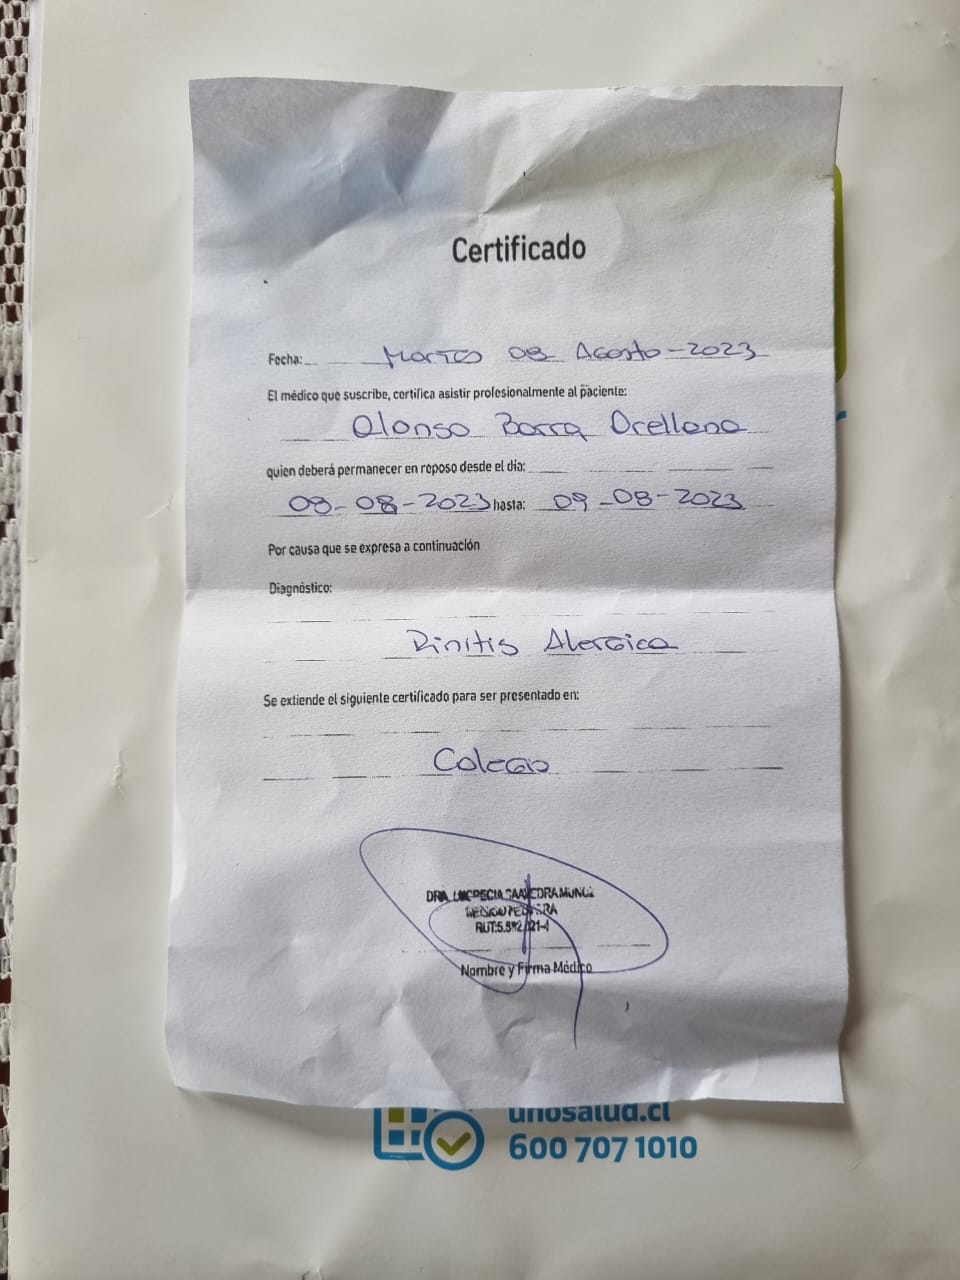 Certificado
Fecha: Martes 08 Agosto-2023
El médico que suscribe, certifica asistir profesionalmente al paciente:
Alonso Barra Orellana
quien deberá permanecer en reposo desde el día:
08-08-2023 hasta: 09-08-2023
Por causa que se expresa a continuación
Diagnóstico:
Rinitis Alergica
Se extiende el siguiente certificado para ser presentado en:
Colegio
DRA.
RUT:
Nombre y Firma Médico
unosalud.cl
600 707 1010